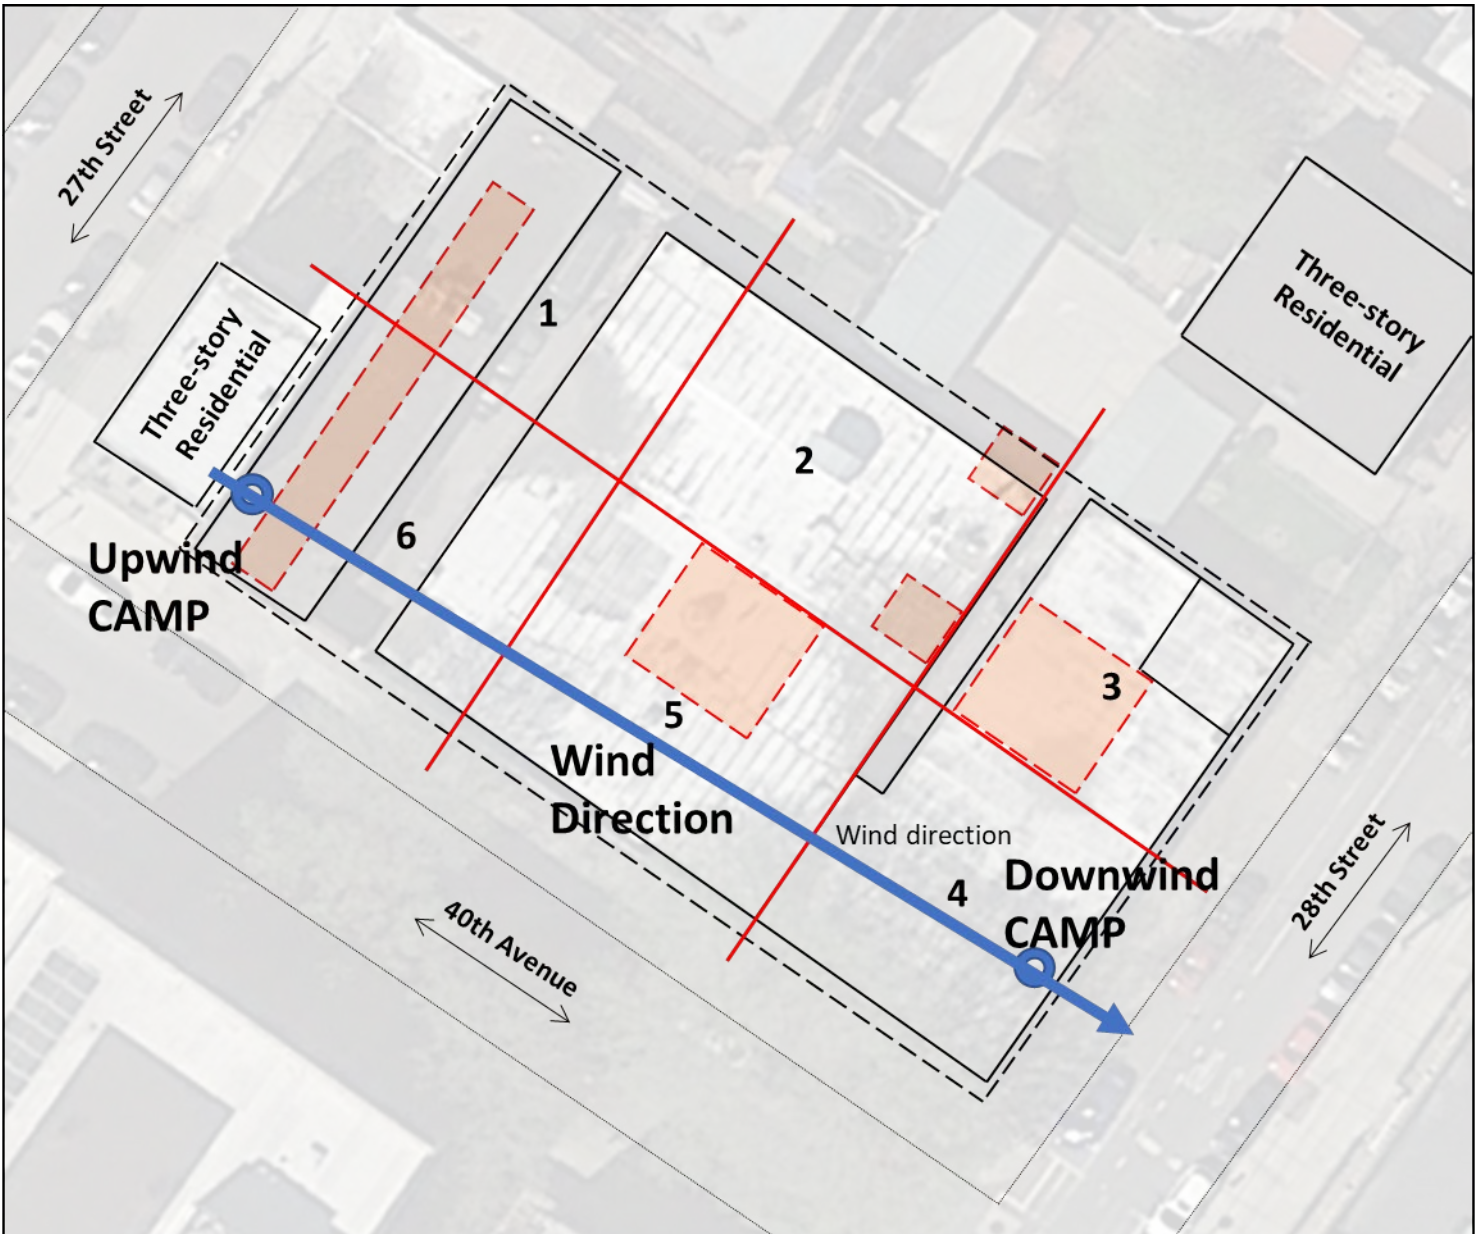 27th Street
Three-story
Residential
Three-story
Residential
1
2
6
Upwind
CAMP
3
5
Wind
Direction
Wind direction
4
Downwind
CAMP
28th Street
40th Avenue